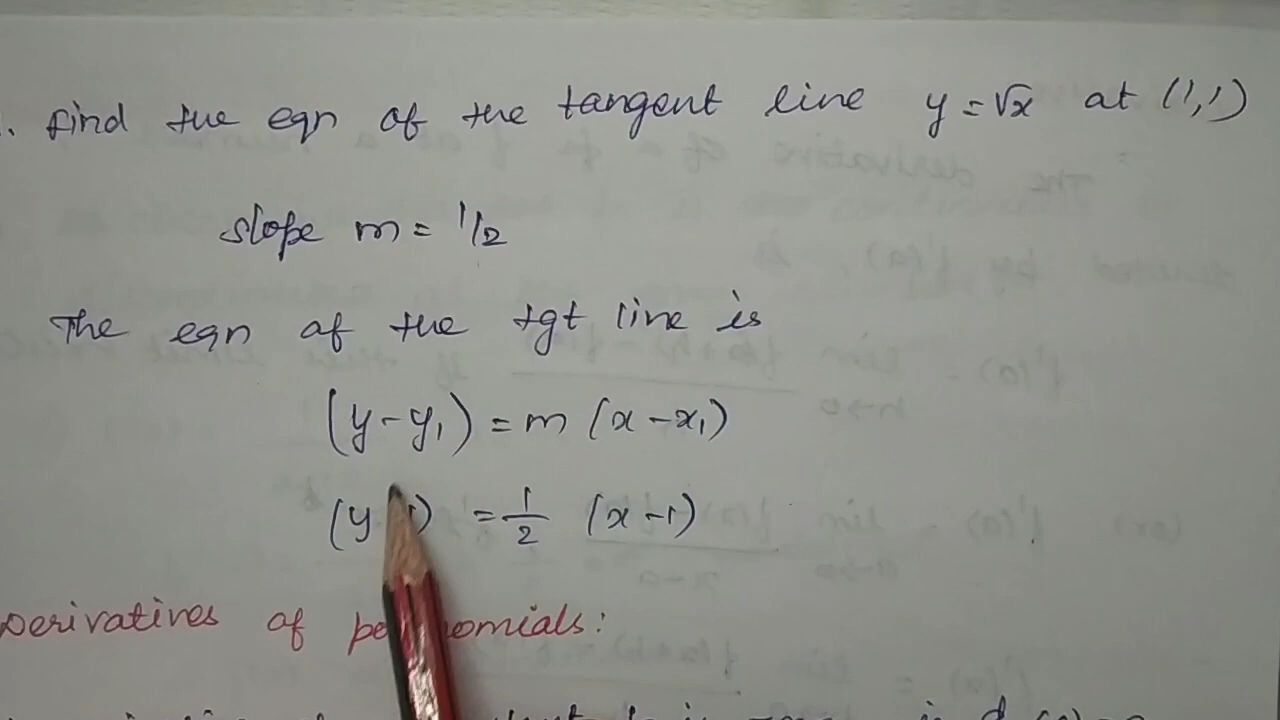 . Find the eqn of the tangent line y = √x at (1,1)
slope m = 1/2
The eqn of the tgt line is
(y - y₁) = m (x - x₁)
(y 1) = 1/2 (x - 1)
Derivatives of